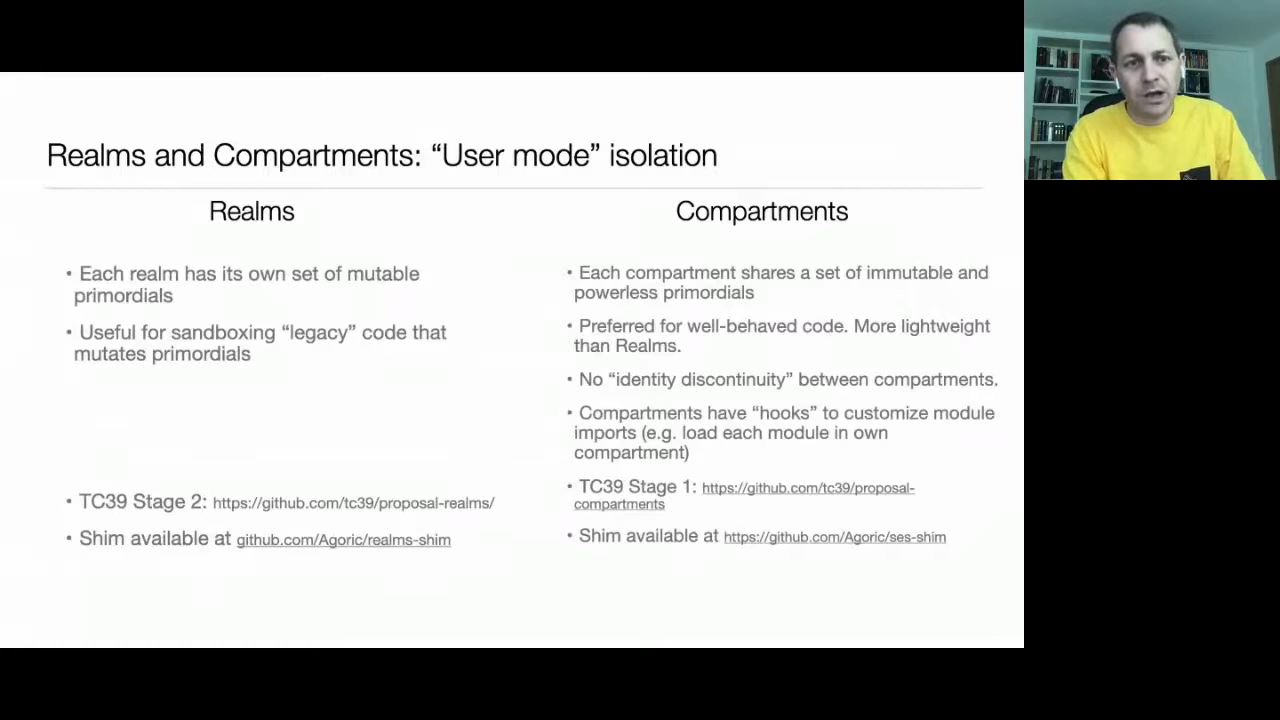 Realms and Compartments: “User mode” isolation
Realms
• Each realm has its own set of mutable
primordials
• Useful for sandboxing “legacy” code that
mutates primordials
• TC39 Stage 2: https://github.com/tc39/proposal-realms/
• Shim available at github.com/Agoric/realms-shim
Compartments
• Each compartment shares a set of immutable and
powerless primordials
• Preferred for well-behaved code. More lightweight
than Realms.
• No “identity discontinuity” between compartments.
• Compartments have “hooks” to customize module
imports (e.g. load each module in own
compartment)
• TC39 Stage 1: https://github.com/tc39/proposal-
compartments
• Shim available at https://github.com/Agoric/ses-shim